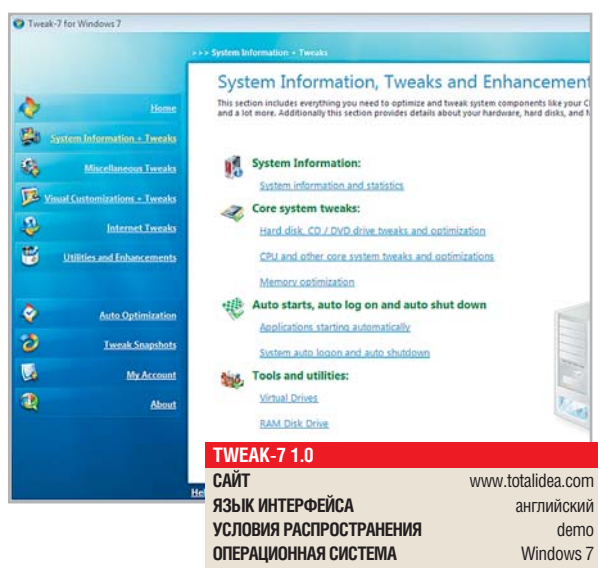 Tweak-7 for Windows 7
>>> System Information + Tweaks
Home
System Information + Tweaks
Miscellaneous Tweaks
Visual Customizations + Tweaks
Internet Tweaks
Utilities and Enhancements
Auto Optimization
Tweak Snapshots
My Account
About
System Information, Tweaks and Enhancement
This section includes everything you need to optimize and tweak system components like your C
and a lot more. Additionally this section provides details about your hardware, hard disks, and
System Information:
System information and statistics
Core system tweaks:
Hard disk, CD / DVD drive tweaks and optimization
CPU and other core system tweaks and optimizations
Memory optimization
Auto starts, auto log on and auto shut down
Applications starting automatically
System auto logon and auto shutdown
Tools and utilities:
Virtual Drives
RAM Disk Drive
Hel
TWEAK-7 1.0
САЙТ www.totalidea.com
ЯЗЫК ИНТЕРФЕЙСА английский
УСЛОВИЯ РАСПРОСТРАНЕНИЯ demo
ОПЕРАЦИОННАЯ СИСТЕМА Windows 7